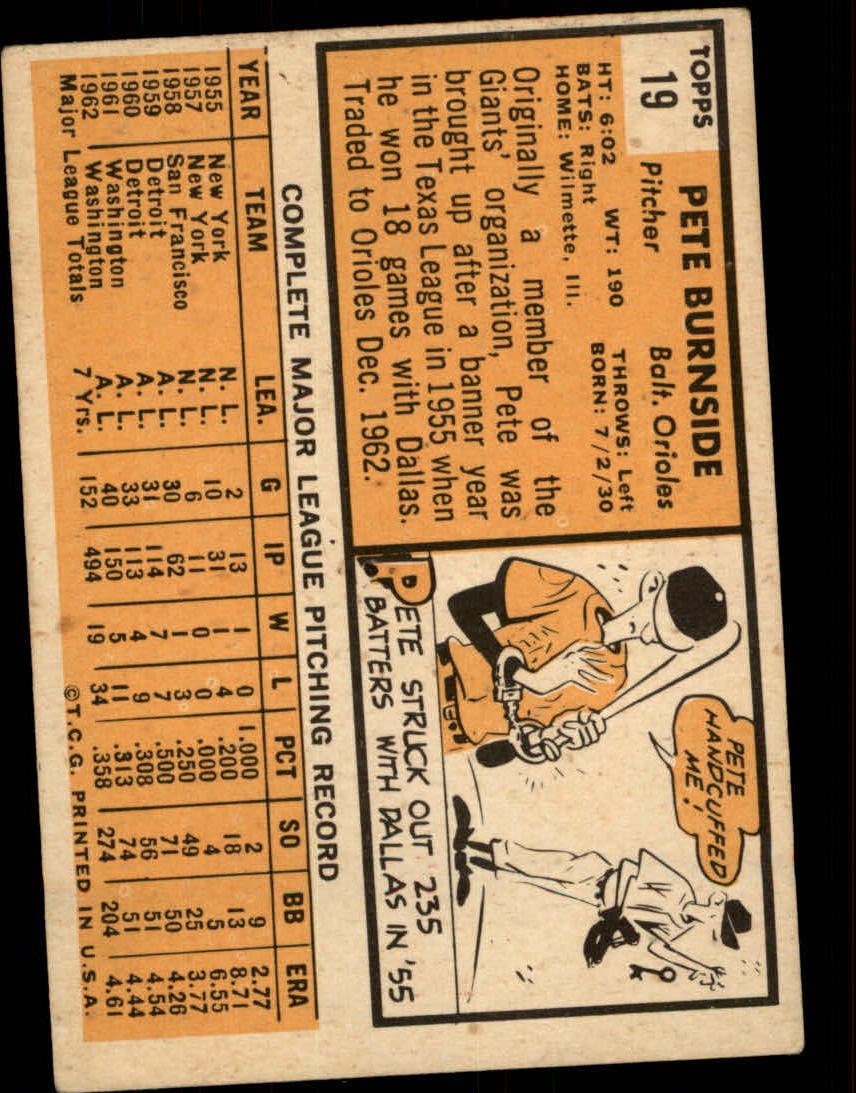 TOPPS
19
PETE BURNSIDE
Pitcher Balt. Orioles
HT: 6:02 WT: 190 THROWS: Left
BATS: Right BORN: 7/2/30
HOME: Wilmette, Ill.
Originally a member of the
Giants' organization, Pete was
brought up after a banner year
in the Texas League in 1955 when
he won 18 games with Dallas.
Traded to Orioles Dec. 1962.
PETE
HANDCUFFED
ME!
PETE STRUCK OUT 235
BATTERS WITH DALLAS IN '55
COMPLETE MAJOR LEAGUE PITCHING RECORD
YEAR TEAM LEA. G IP W L PCT SO BB ERA
1955 New York N. L. 2 13 1 0 1.000 2 9 2.77
1957 New York N. L. 10 31 1 4 .200 18 13 8.71
1958 San Francisco N. L. 6 11 0 0 .000 4 5 6.55
1959 Detroit A. L. 30 62 1 3 .250 49 25 3.77
1960 Detroit A. L. 31 114 7 7 .500 71 50 4.26
1961 Washington A. L. 33 113 4 9 .308 56 51 4.54
1962 Washington A. L. 40 150 5 11 .313 74 51 4.44
Major League Totals 7 Yrs. 152 494 19 34 .358 274 204 4.61
©T.C.G. PRINTED IN U.S.A.